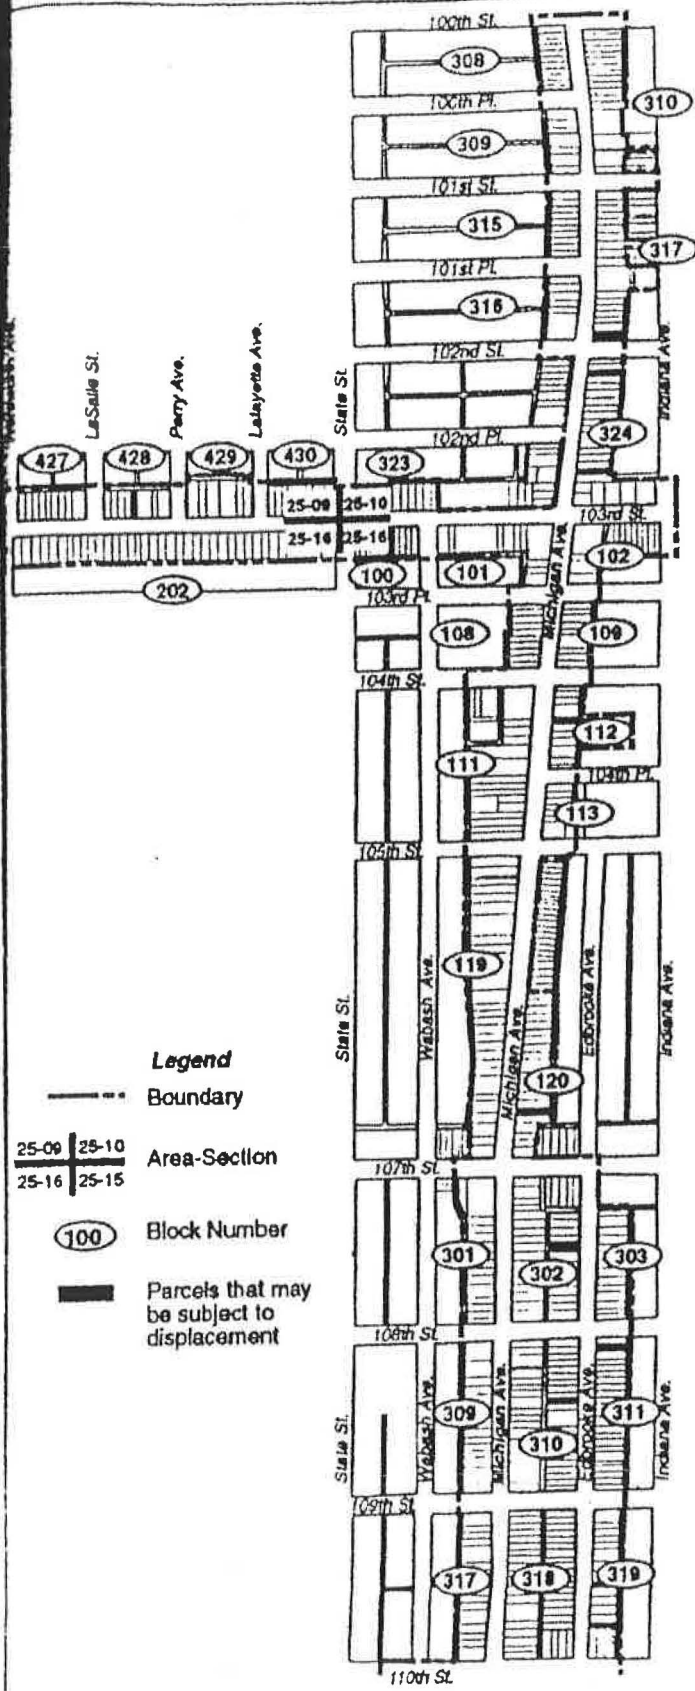 100th St.
308
310
100th Pl.
309
101st St.
315
317
101st Pl.
316
102nd St.
LaSalle St.
Perry Ave.
Lafayette Ave.
State St.
Indiana Ave.
102nd Pl.
324
427
428
429
430
323
25-09 25-10
103rd St.
25-16 25-15
102
100
101
202
103rd Pl.
Michigan Ave.
108
109
104th St.
112
111
104th Pl.
113
105th St.
119
State St.
Wabash Ave.
Michigan Ave.
Edbrooke Ave.
Indiana Ave.
120
Legend
Boundary
25-09 25-10
25-16 25-15
Area-Section
107th St.
100
Block Number
301
302
303
Parcels that may
be subject to
displacement
108th St.
State St.
Wabash Ave.
309
Michigan Ave.
310
Edbrooke Ave.
311
Indiana Ave.
109th St.
317
318
319
110th St.